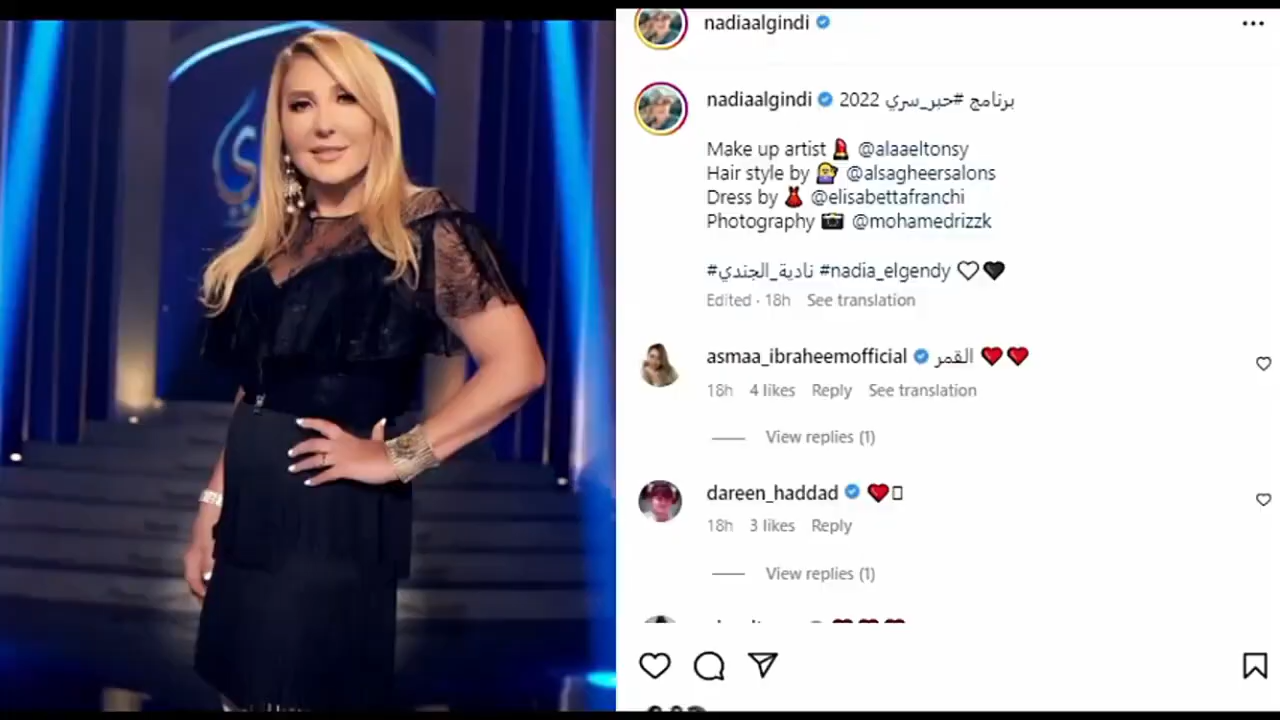 nadiaalgindi
nadiaalgindi برنامج #حبر_سري 2022
Make up artist 💄 @alaaeltonsy
Hair style by 💇‍♀️ @alsagheersalons
Dress by 👗 @elisabettafranchi
Photography 📸 @mohamedrizzk
#نادية_الجندي #nadia_elgendy 🤍🖤
Edited · 18h See translation
asmaa_ibraheemofficial القمر ❤️❤️
18h 4 likes Reply See translation
View replies (1)
dareen_haddad ❤️
18h 3 likes Reply
View replies (1)